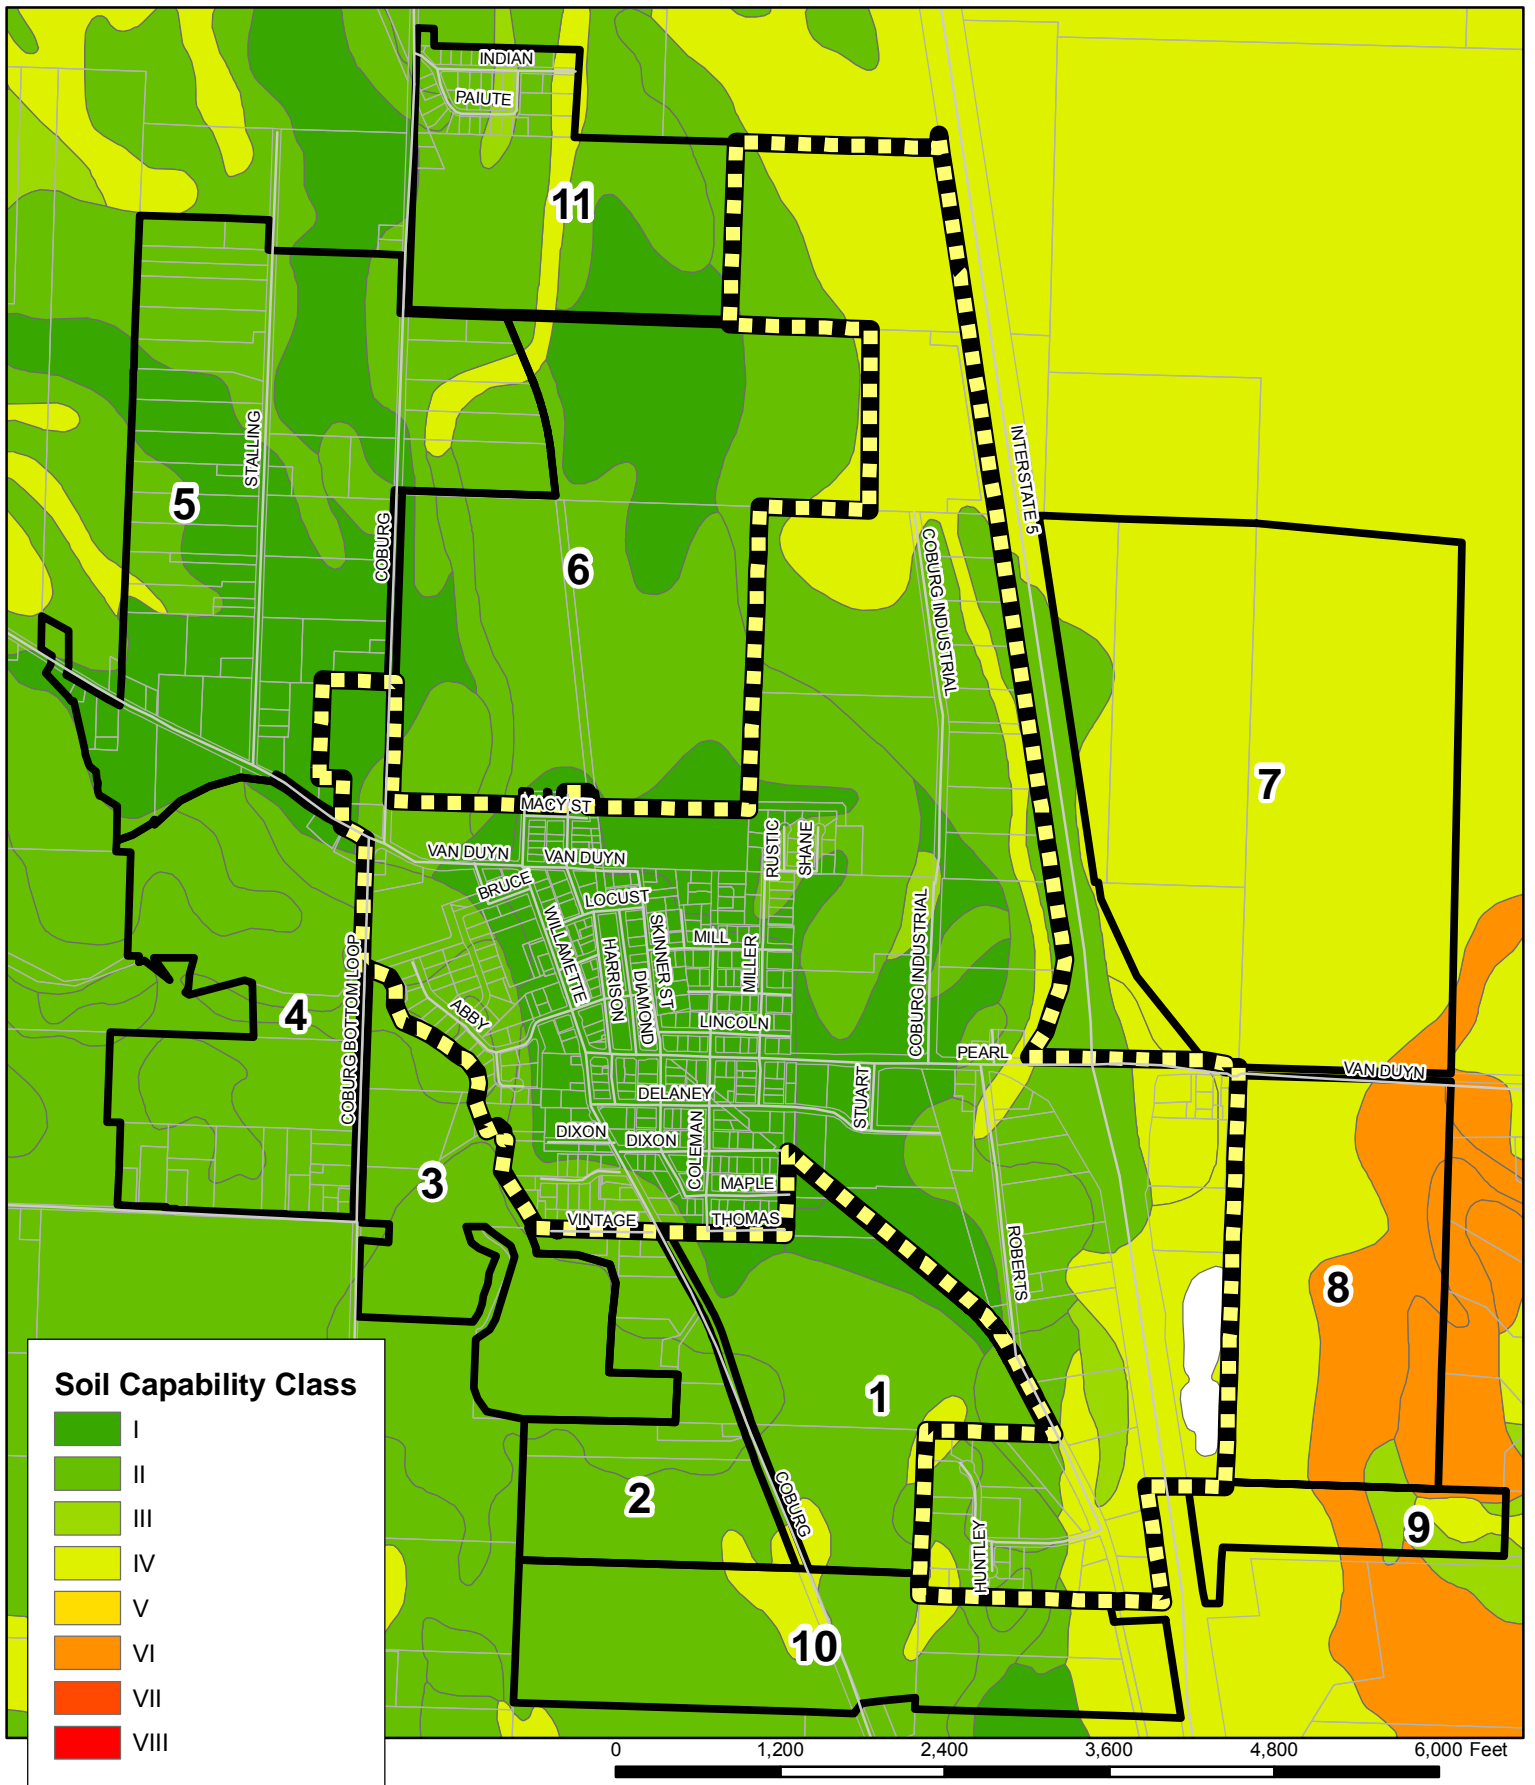 INDIAN
PAIUTE
11
STALLING
5
COBURG
6
INTERSTATE 5
COBURG INDUSTRIAL
7
MACY ST
VAN DUYN
VAN DUYN
RUSTIC
SHANE
BRUCE
LOCUST
WILLAMETTE
HARRISON
SKINNER ST
DIAMOND
MILL
MILLER
COBURG INDUSTRIAL
LINCOLN
ABBY
4
COBURG BOTTOM LOOP
PEARL
VAN DUYN
DELANEY
STUART
DIXON
DIXON
COLEMAN
3
MAPLE
VINTAGE
THOMAS
ROBERTS
8
1
2
COBURG
HUNTLEY
9
10
Soil Capability Class
I
II
III
IV
V
VI
VII
VIII
0 1,200 2,400 3,600 4,800 6,000 Feet